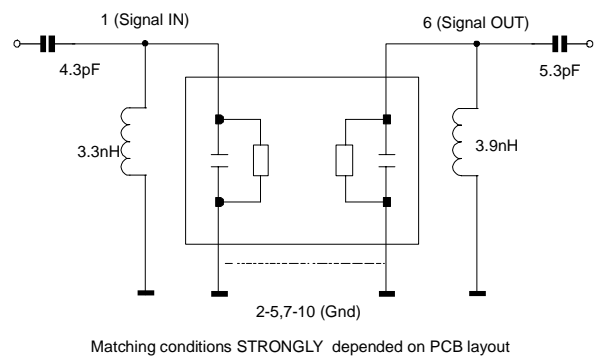 1 (Signal IN)
6 (Signal OUT)
4.3pF
5.3pF
3.3nH
3.9nH
2-5,7-10 (Gnd)
Matching conditions STRONGLY depended on PCB layout